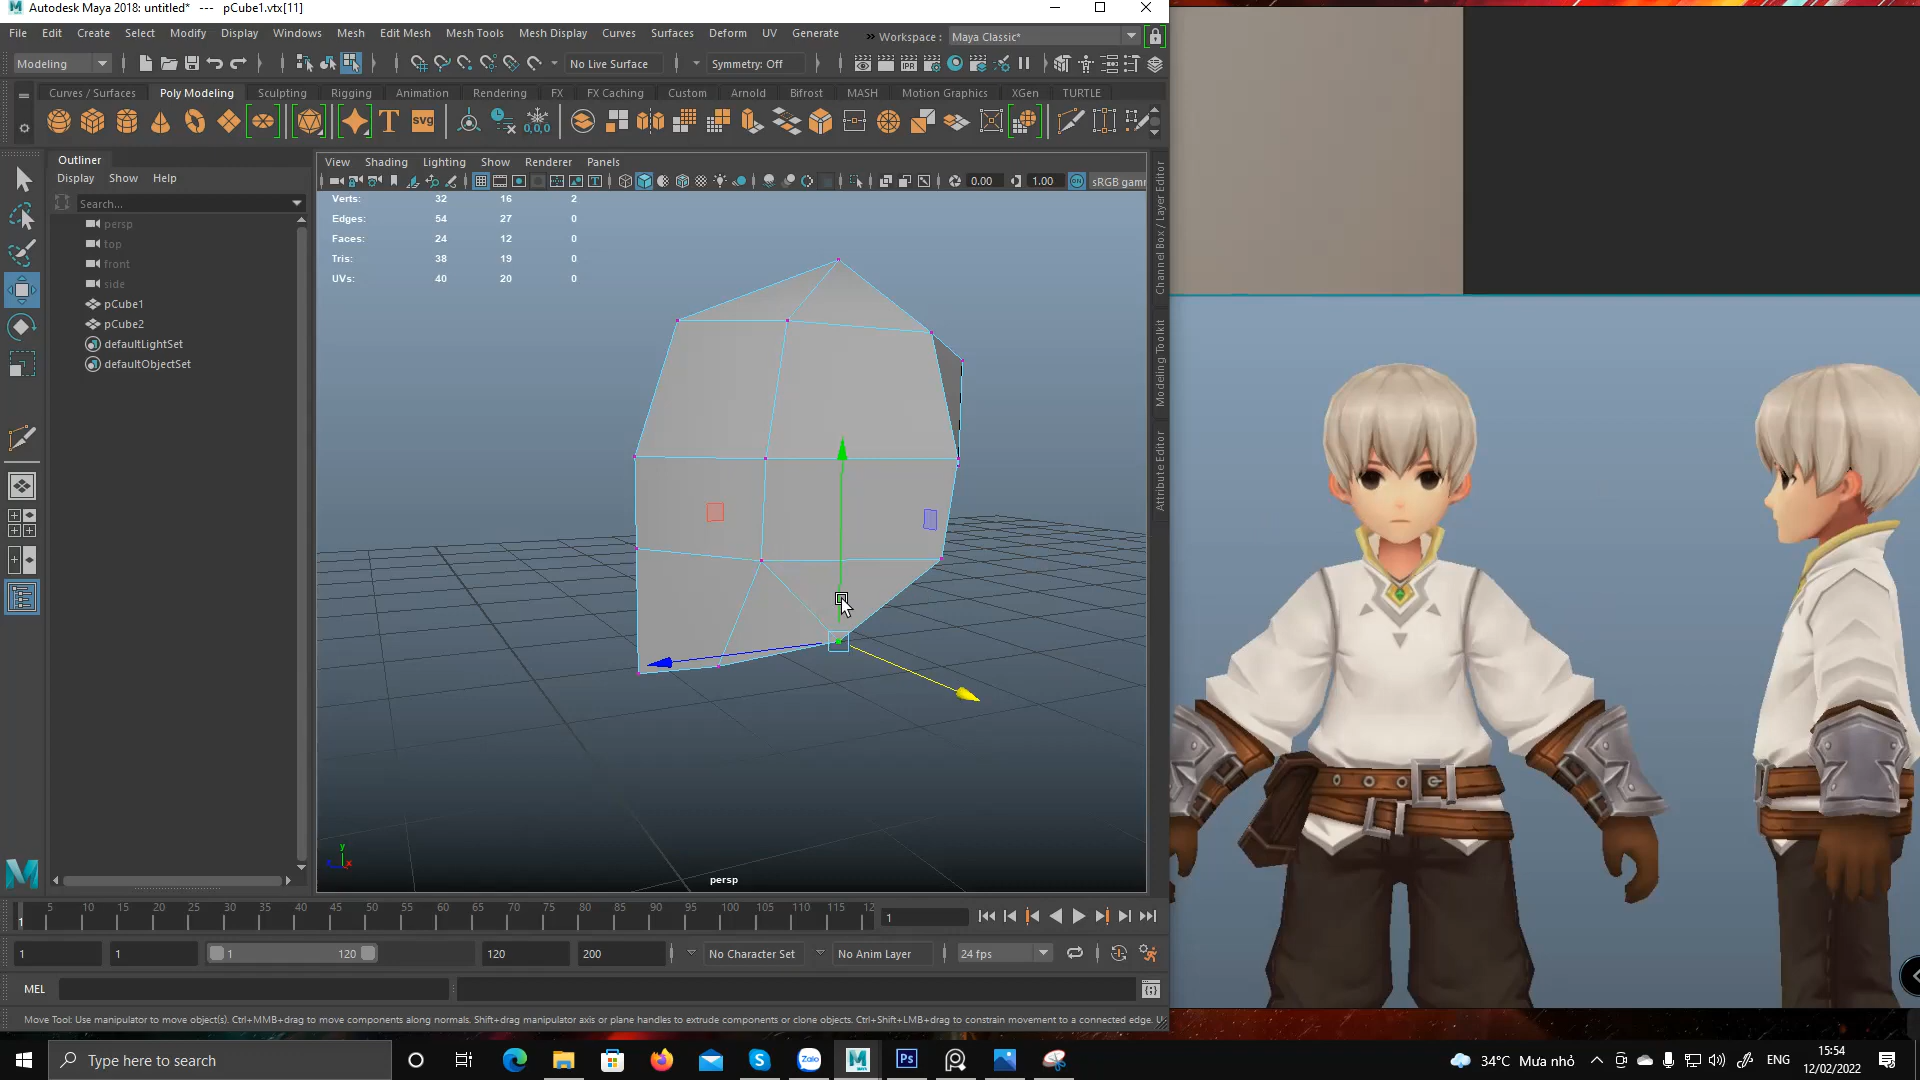 Autodesk Maya 2018: untitled* --- pCube1.vtx[11]
File Edit Create Select Modify Display Windows Mesh Edit Mesh Mesh Tools Mesh Display Curves Surfaces Deform UV Generate Workspace : Maya Classic*
Modeling No Live Surface Symmetry: Off
Curves / Surfaces Poly Modeling Sculpting Rigging Animation Rendering FX FX Caching Custom Arnold Bifrost MASH Motion Graphics XGen TURTLE
T svg 0,0,0
Outliner
Display Show Help
Search...
persp
top
front
side
pCube1
pCube2
defaultLightSet
defaultObjectSet
View Shading Lighting Show Renderer Panels
0.00 1.00 sRGB gamm
Verts: 32 16 2
Edges: 54 27 0
Faces: 24 12 0
Tris: 38 19 0
UVs: 40 20 0
y
x
persp
Channel Box / Layer Editor
Modeling Toolkit
Attribute Editor
1 5 10 15 20 25 30 35 40 45 50 55 60 65 70 75 80 85 90 95 100 105 110 115 12 1
1 1 1 120 120 200 No Character Set No Anim Layer 24 fps
MEL
Move Tool: Use manipulator to move object(s). Ctrl+MMB+drag to move components along normals. Shift+drag manipulator axis or plane handles to extrude components or clone objects. Ctrl+Shift+LMB+drag to constrain movement to a connected edge. U
Type here to search
Zalo
Ps
34°C Mưa nhỏ
ENG
15:54
12/02/2022